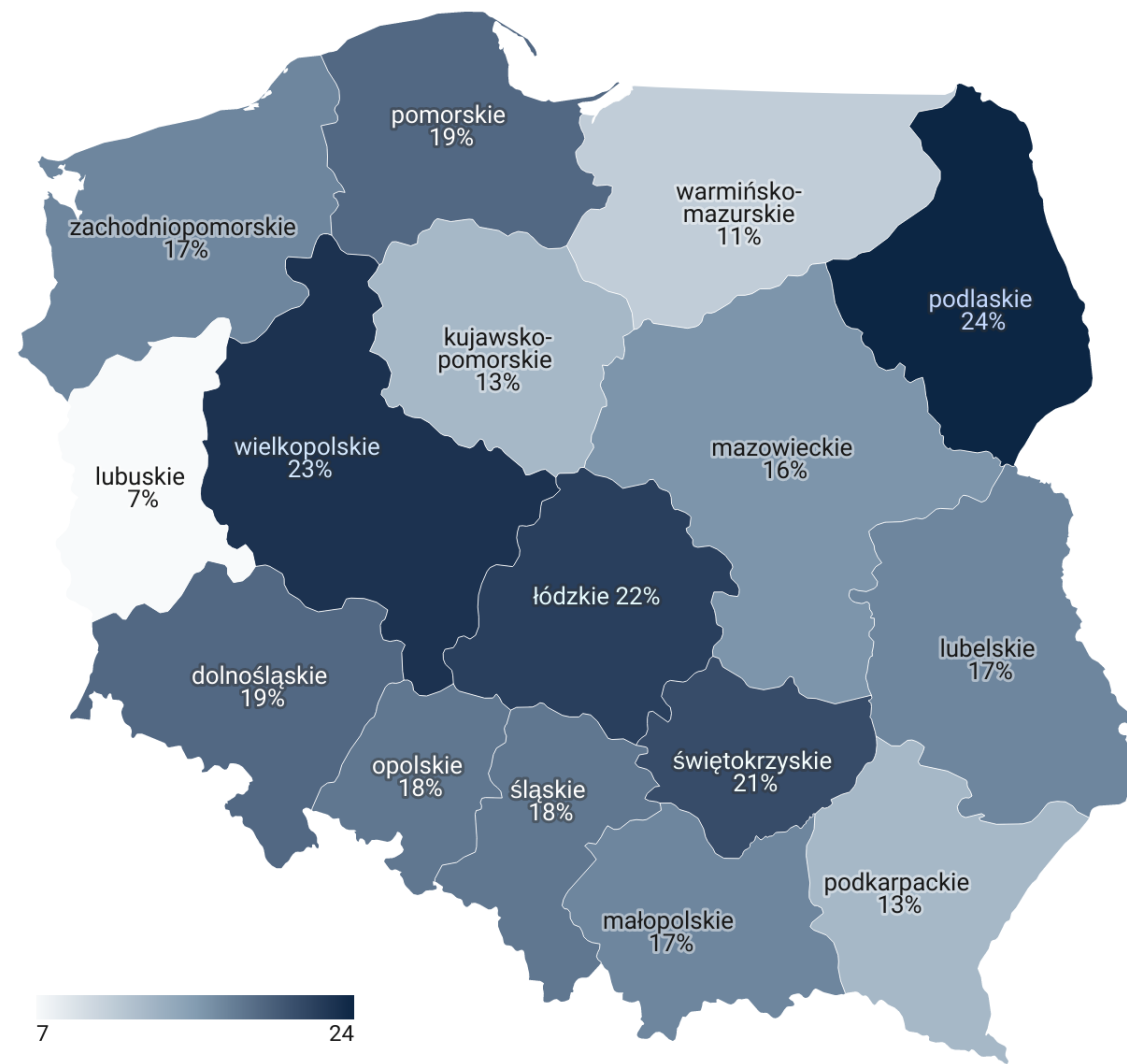 pomorskie
19%
warmińsko-
mazurskie
11%
zachodniopomorskie
17%
podlaskie
24%
kujawsko-
pomorskie
13%
wielkopolskie
23%
mazowieckie
16%
lubuskie
7%
łódzkie 22%
lubelskie
17%
dolnośląskie
19%
opolskie
18%
śląskie
18%
świętokrzyskie
21%
podkarpackie
13%
małopolskie
17%
7
24